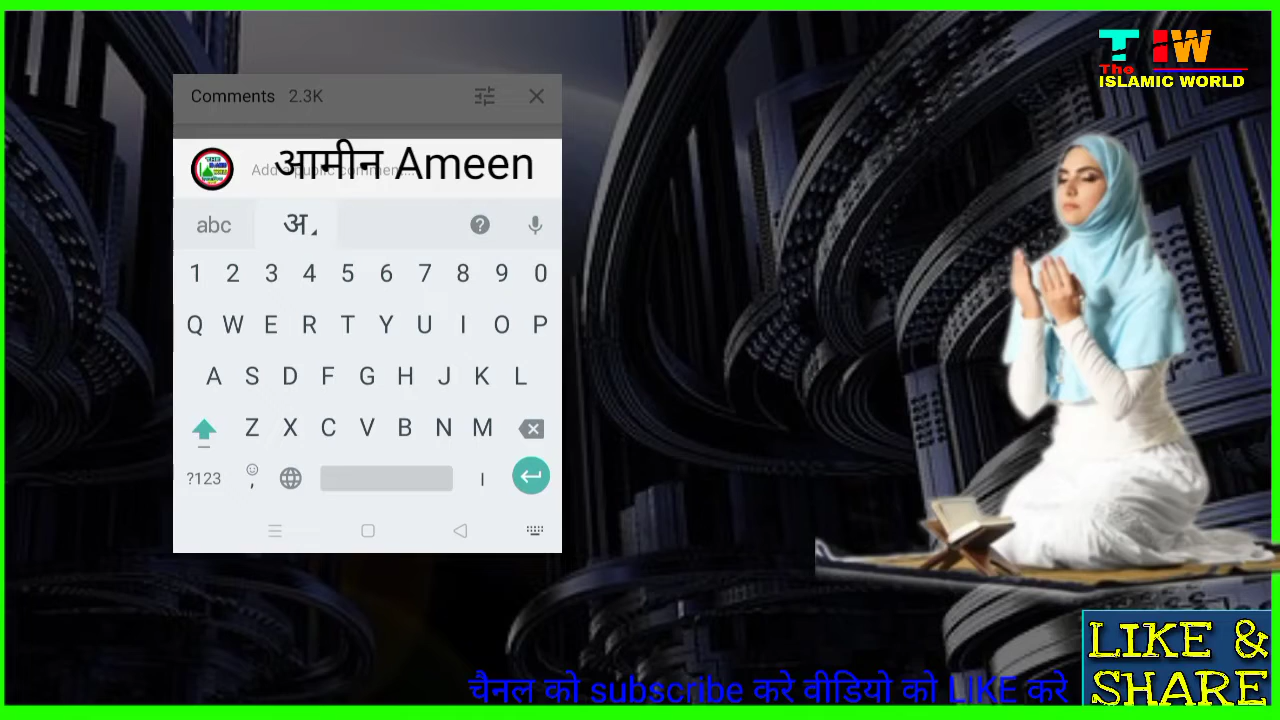 T IW
The
ISLAMIC WORLD
Comments 2.3K
आमीन Ameen
abc अ
1 2 3 4 5 6 7 8 9 0
Q W E R T Y U I O P
A S D F G H J K L
Z X C V B N M
?123 , ।
LIKE &
SHARE
चैनल को subscribe करे वीडियो को LIKE करे